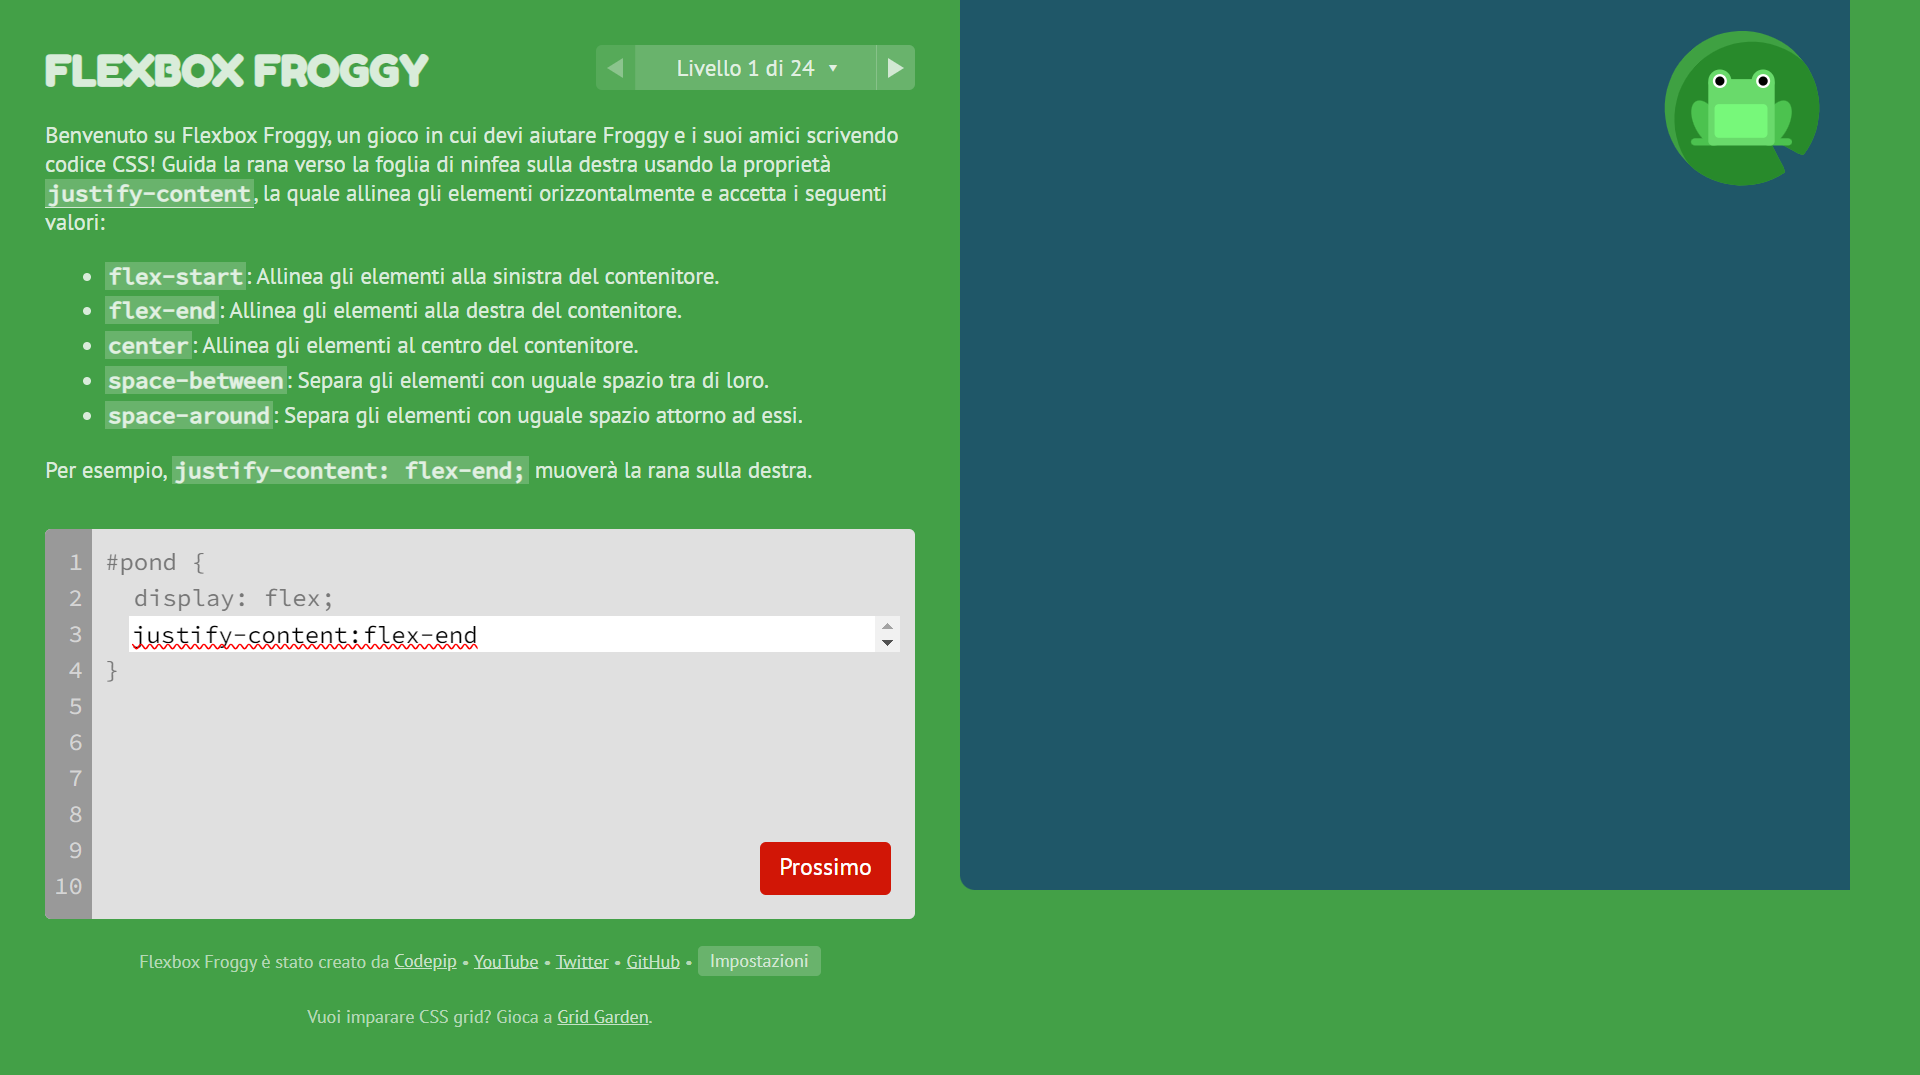 FLEXBOX FROGGY
Livello 1 di 24
Benvenuto su Flexbox Froggy, un gioco in cui devi aiutare Froggy e i suoi amici scrivendo
codice CSS! Guida la rana verso la foglia di ninfea sulla destra usando la proprietà
justify-content, la quale allinea gli elementi orizzontalmente e accetta i seguenti
valori:
• flex-start: Allinea gli elementi alla sinistra del contenitore.
• flex-end: Allinea gli elementi alla destra del contenitore.
• center: Allinea gli elementi al centro del contenitore.
• space-between: Separa gli elementi con uguale spazio tra di loro.
• space-around: Separa gli elementi con uguale spazio attorno ad essi.
Per esempio, justify-content: flex-end; muoverà la rana sulla destra.
1 #pond {
2 display: flex;
3 justify-content:flex-end
4 }
5
6
7
8
9
10
Prossimo
Flexbox Froggy è stato creato da Codepip • YouTube • Twitter • GitHub • Impostazioni
Vuoi imparare CSS grid? Gioca a Grid Garden.